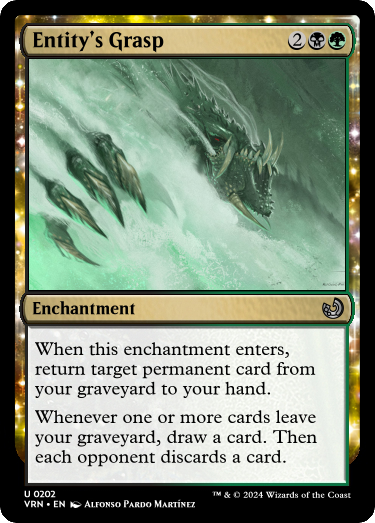 Entity's Grasp 2
Enchantment
When this enchantment enters,
return target permanent card from
your graveyard to your hand.
Whenever one or more cards leave
your graveyard, draw a card. Then
each opponent discards a card.
U 0202
VRN • EN Alfonso Pardo Martínez
™ & © 2024 Wizards of the Coast